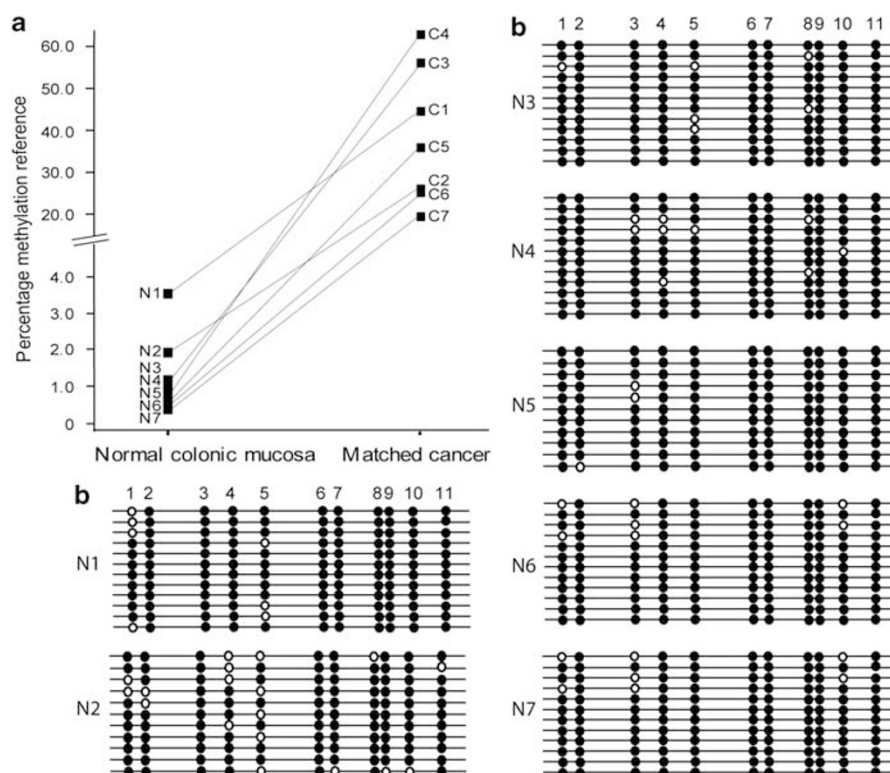 a
Percentage methylation reference
60.0
50.0
40.0
30.0
20.0
4.0
3.0
2.0
1.0
0
N1
N2
N3
N4
N5
N6
N7
C4
C3
C1
C5
C2
C6
C7
Normal colonic mucosa Matched cancer
b
1 2 3 4 5 6 7 8 9 10 11
N1
N2
b
1 2 3 4 5 6 7 8 9 10 11
N3
N4
N5
N6
N7